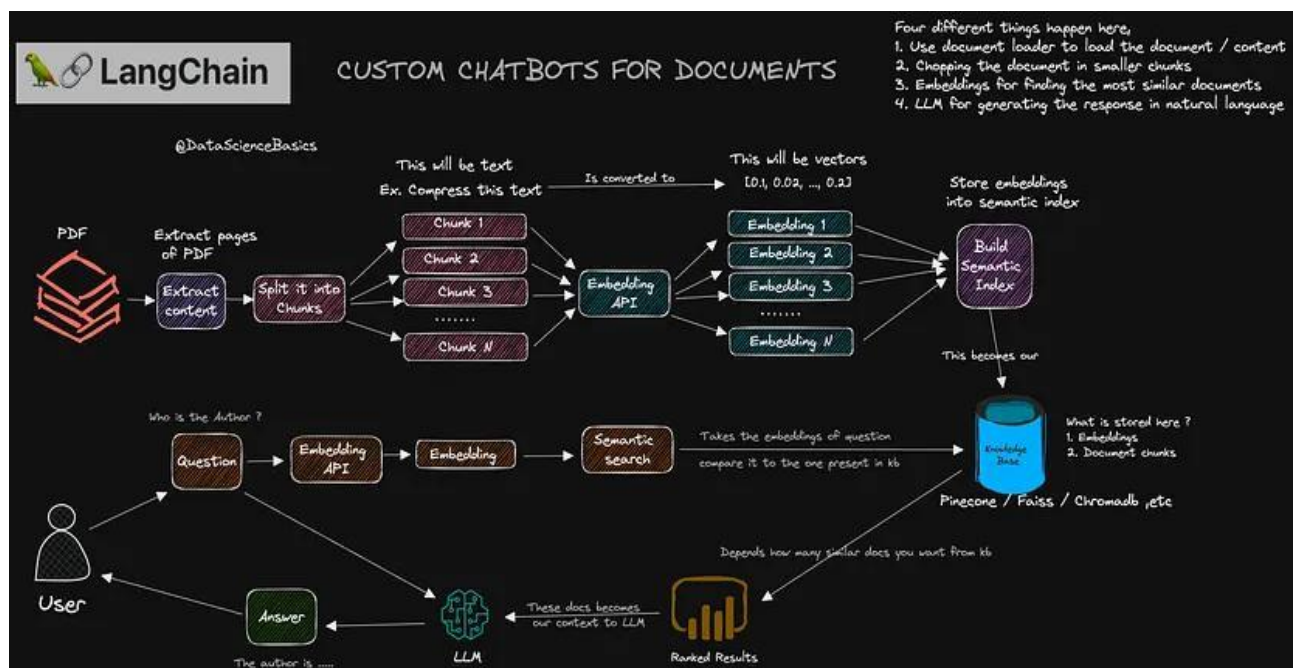 LangChain
CUSTOM CHATBOTS FOR DOCUMENTS
Four different things happen here,
1. Use document loader to load the document / content
2. Chopping the document in smaller chunks
3. Embeddings for finding the most similar documents
4. LLM for generating the response in natural language
@DataScienceBasics
This will be text
Ex. Compress this text
Is converted to
This will be vectors
[0.1, 0.02, ..., 0.2]
Store embeddings
into semantic index
PDF
Extract pages
of PDF
Extract
content
Split it into
Chunks
Chunk 1
Chunk 2
Chunk 3
.......
Chunk N
Embedding
API
Embedding 1
Embedding 2
Embedding 3
.......
Embedding N
Build
Semantic
Index
This becomes our
Who is the Author ?
Question
Embedding
API
Embedding
Semantic
search
Takes the embeddings of question
compare it to the one present in kb
Knowledge
Base
What is stored here ?
1. Embeddings
2. Document chunks
Pinecone / Faiss / Chromadb ,etc
Depends how many similar docs you want from kb
User
Answer
The author is .....
LLM
These docs becomes
our context to LLM
Ranked Results